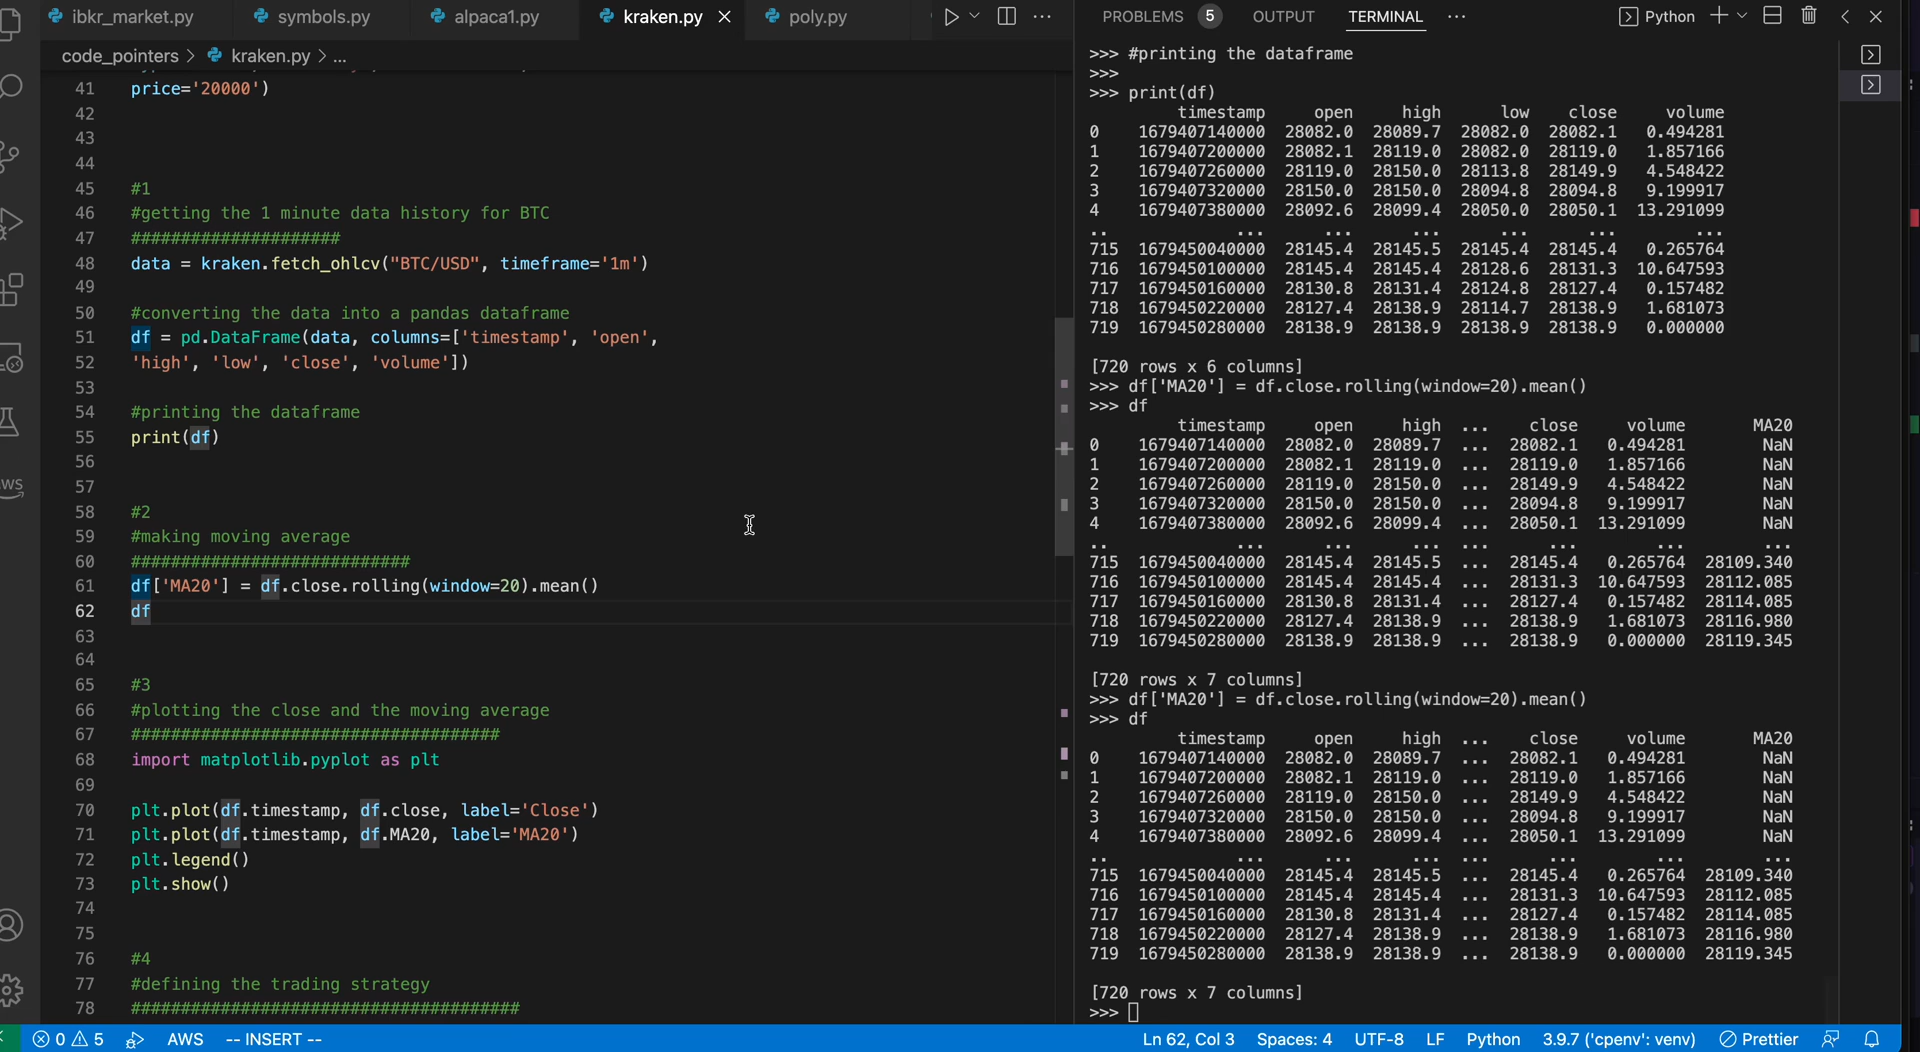 ibkr_market.py symbols.py alpaca1.py kraken.py poly.py
code_pointers > kraken.py > ...
41 price='20000')
42
43
44
45 #1
46 #getting the 1 minute data history for BTC
47 #####################
48 data = kraken.fetch_ohlcv("BTC/USD", timeframe='1m')
49
50 #converting the data into a pandas dataframe
51 df = pd.DataFrame(data, columns=['timestamp', 'open',
52 'high', 'low', 'close', 'volume'])
53
54 #printing the dataframe
55 print(df)
56
57
58 #2
59 #making moving average
60 ############################
61 df['MA20'] = df.close.rolling(window=20).mean()
62 df
63
64
65 #3
66 #plotting the close and the moving average
67 #####################################
68 import matplotlib.pyplot as plt
69
70 plt.plot(df.timestamp, df.close, label='Close')
71 plt.plot(df.timestamp, df.MA20, label='MA20')
72 plt.legend()
73 plt.show()
74
75
76 #4
77 #defining the trading strategy
78 #######################################
PROBLEMS 5 OUTPUT TERMINAL ... Python
>>> #printing the dataframe
>>>
>>> print(df)
timestamp open high low close volume
0 1679407140000 28082.0 28089.7 28082.0 28082.1 0.494281
1 1679407200000 28082.1 28119.0 28082.0 28119.0 1.857166
2 1679407260000 28119.0 28150.0 28113.8 28149.9 4.548422
3 1679407320000 28150.0 28150.0 28094.8 28094.8 9.199917
4 1679407380000 28092.6 28099.4 28050.0 28050.1 13.291099
.. ... ... ... ... ... ...
715 1679450040000 28145.4 28145.5 28145.4 28145.4 0.265764
716 1679450100000 28145.4 28145.4 28128.6 28131.3 10.647593
717 1679450160000 28130.8 28131.4 28124.8 28127.4 0.157482
718 1679450220000 28127.4 28138.9 28114.7 28138.9 1.681073
719 1679450280000 28138.9 28138.9 28138.9 28138.9 0.000000
[720 rows x 6 columns]
>>> df['MA20'] = df.close.rolling(window=20).mean()
>>> df
timestamp open high ... close volume MA20
0 1679407140000 28082.0 28089.7 ... 28082.1 0.494281 NaN
1 1679407200000 28082.1 28119.0 ... 28119.0 1.857166 NaN
2 1679407260000 28119.0 28150.0 ... 28149.9 4.548422 NaN
3 1679407320000 28150.0 28150.0 ... 28094.8 9.199917 NaN
4 1679407380000 28092.6 28099.4 ... 28050.1 13.291099 NaN
.. ... ... ... ... ... ... ...
715 1679450040000 28145.4 28145.5 ... 28145.4 0.265764 28109.340
716 1679450100000 28145.4 28145.4 ... 28131.3 10.647593 28112.085
717 1679450160000 28130.8 28131.4 ... 28127.4 0.157482 28114.085
718 1679450220000 28127.4 28138.9 ... 28138.9 1.681073 28116.980
719 1679450280000 28138.9 28138.9 ... 28138.9 0.000000 28119.345
[720 rows x 7 columns]
>>> df['MA20'] = df.close.rolling(window=20).mean()
>>> df
timestamp open high ... close volume MA20
0 1679407140000 28082.0 28089.7 ... 28082.1 0.494281 NaN
1 1679407200000 28082.1 28119.0 ... 28119.0 1.857166 NaN
2 1679407260000 28119.0 28150.0 ... 28149.9 4.548422 NaN
3 1679407320000 28150.0 28150.0 ... 28094.8 9.199917 NaN
4 1679407380000 28092.6 28099.4 ... 28050.1 13.291099 NaN
.. ... ... ... ... ... ... ...
715 1679450040000 28145.4 28145.5 ... 28145.4 0.265764 28109.340
716 1679450100000 28145.4 28145.4 ... 28131.3 10.647593 28112.085
717 1679450160000 28130.8 28131.4 ... 28127.4 0.157482 28114.085
718 1679450220000 28127.4 28138.9 ... 28138.9 1.681073 28116.980
719 1679450280000 28138.9 28138.9 ... 28138.9 0.000000 28119.345
[720 rows x 7 columns]
>>>
0 5 AWS -- INSERT -- Ln 62, Col 3 Spaces: 4 UTF-8 LF Python 3.9.7 ('cpenv': venv) Prettier